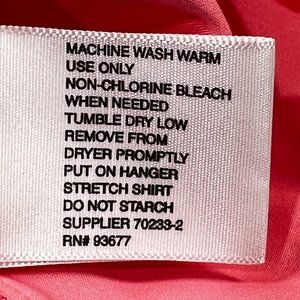 MACHINE WASH WARM
USE ONLY
NON-CHLORINE BLEACH
WHEN NEEDED
TUMBLE DRY LOW
REMOVE FROM
DRYER PROMPTLY
PUT ON HANGER
STRETCH SHIRT
DO NOT STARCH
SUPPLIER 70233-2
RN# 93677